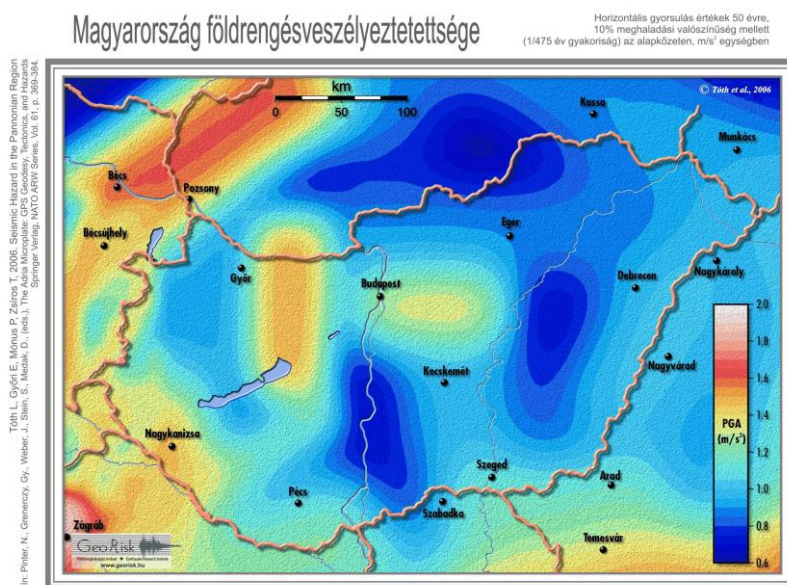 Magyarország földrengésveszélyeztetettsége
Horizontális gyorsulás értékek 50 évre,
10% meghaladási valószínűség mellett
(1/475 év gyakoriság) az alapkőzeten, m/s² egységben
Tóth L, Győri E, Mónus P, Zsíros T, 2006. Seismic Hazard in the Pannonian Region
In: Pinter, N., Grenerczy, Gy., Weber, J., Stein, S., Medak, D., (eds.), The Adria Microplate: GPS Geodesy, Tectonics, and Hazards
Springer Verlag, NATO ARW Series, Vol. 61, p. 369-384.
km
0 50 100
© Tóth et al., 2006
Kassa
Munkács
Bécs
Pozsony
Bécsújhely
Eger
Győr
Budapest
Debrecen
Nagykároly
Kecskemét
Nagyvárad
Nagykanizsa
Szeged
Arad
Pécs
Szabadka
Zágráb
Temesvár
2.0
1.8
1.6
1.4
1.2
1.0
0.8
0.6
PGA
(m/s²)
GeoRisk
www.georisk.hu